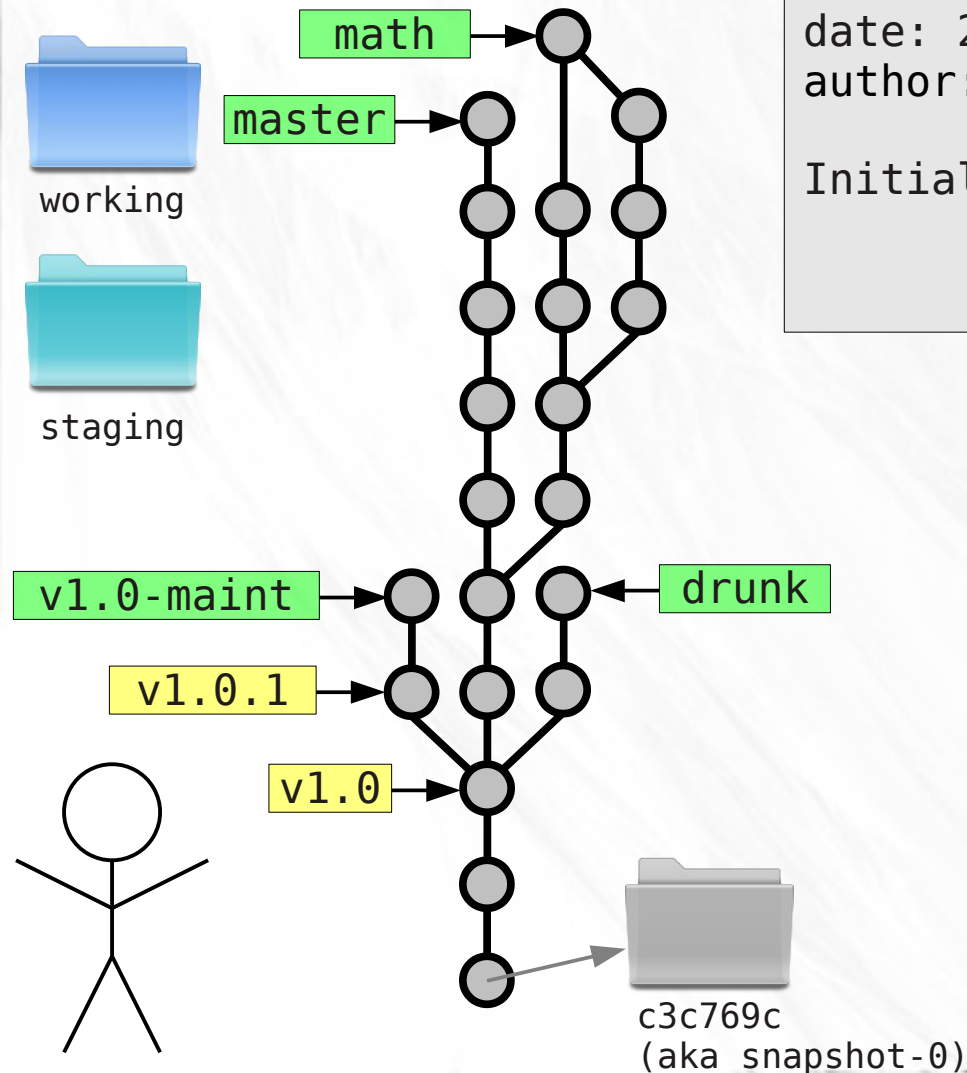 math
date: 2
author:
master
Initial
working
staging
v1.0-maint
drunk
v1.0.1
v1.0
c3c769c
(aka snapshot-0)